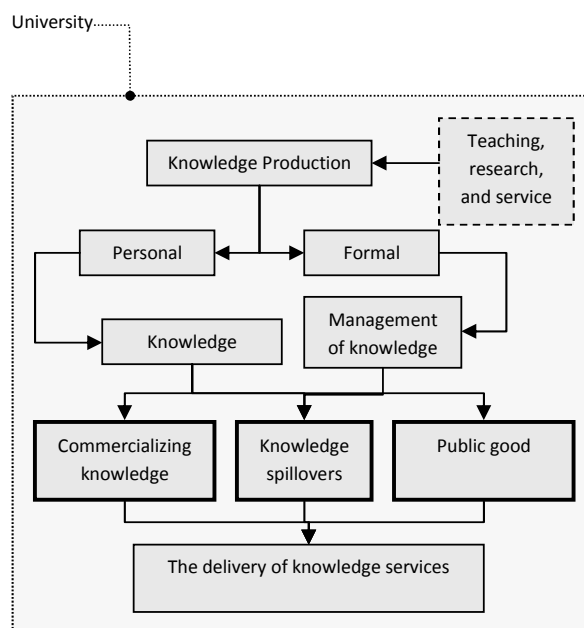 University
Knowledge Production
Teaching,
research,
and service
Personal
Formal
Knowledge
Management
of knowledge
Commercializing
knowledge
Knowledge
spillovers
Public good
The delivery of knowledge services